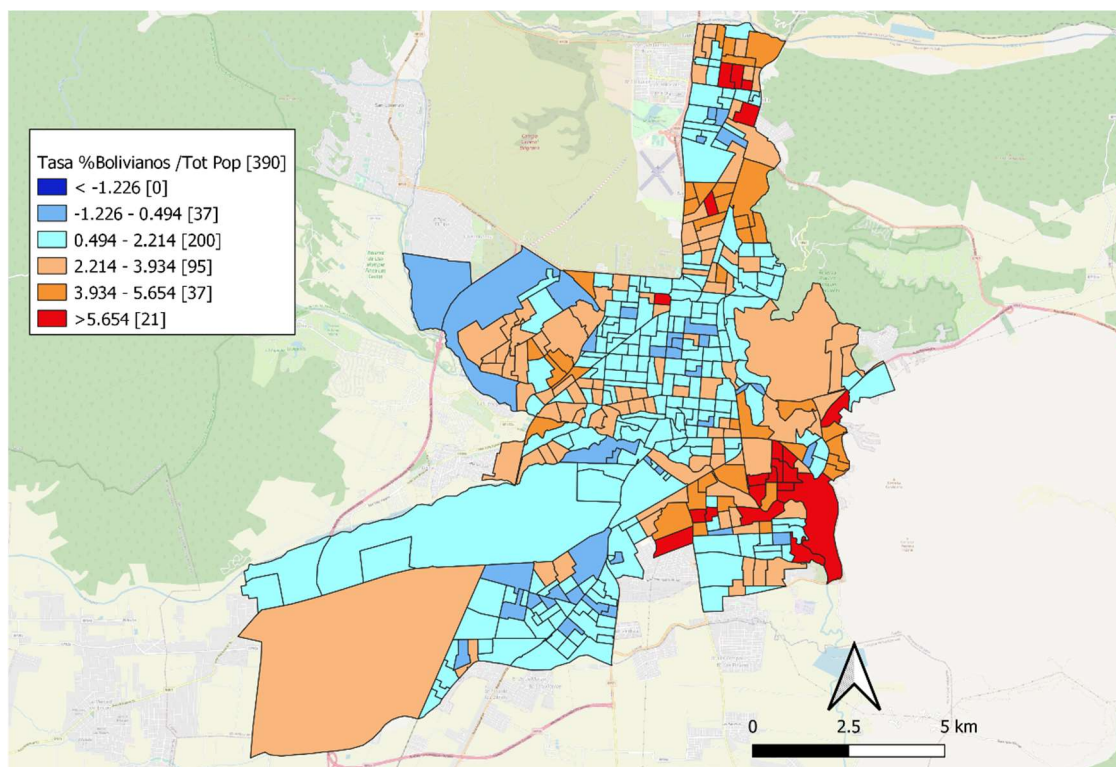 Tasa %Bolivianos /Tot Pop [390]
< -1.226 [0]
-1.226 - 0.494 [37]
0.494 - 2.214 [200]
2.214 - 3.934 [95]
3.934 - 5.654 [37]
>5.654 [21]
0 2.5 5 km